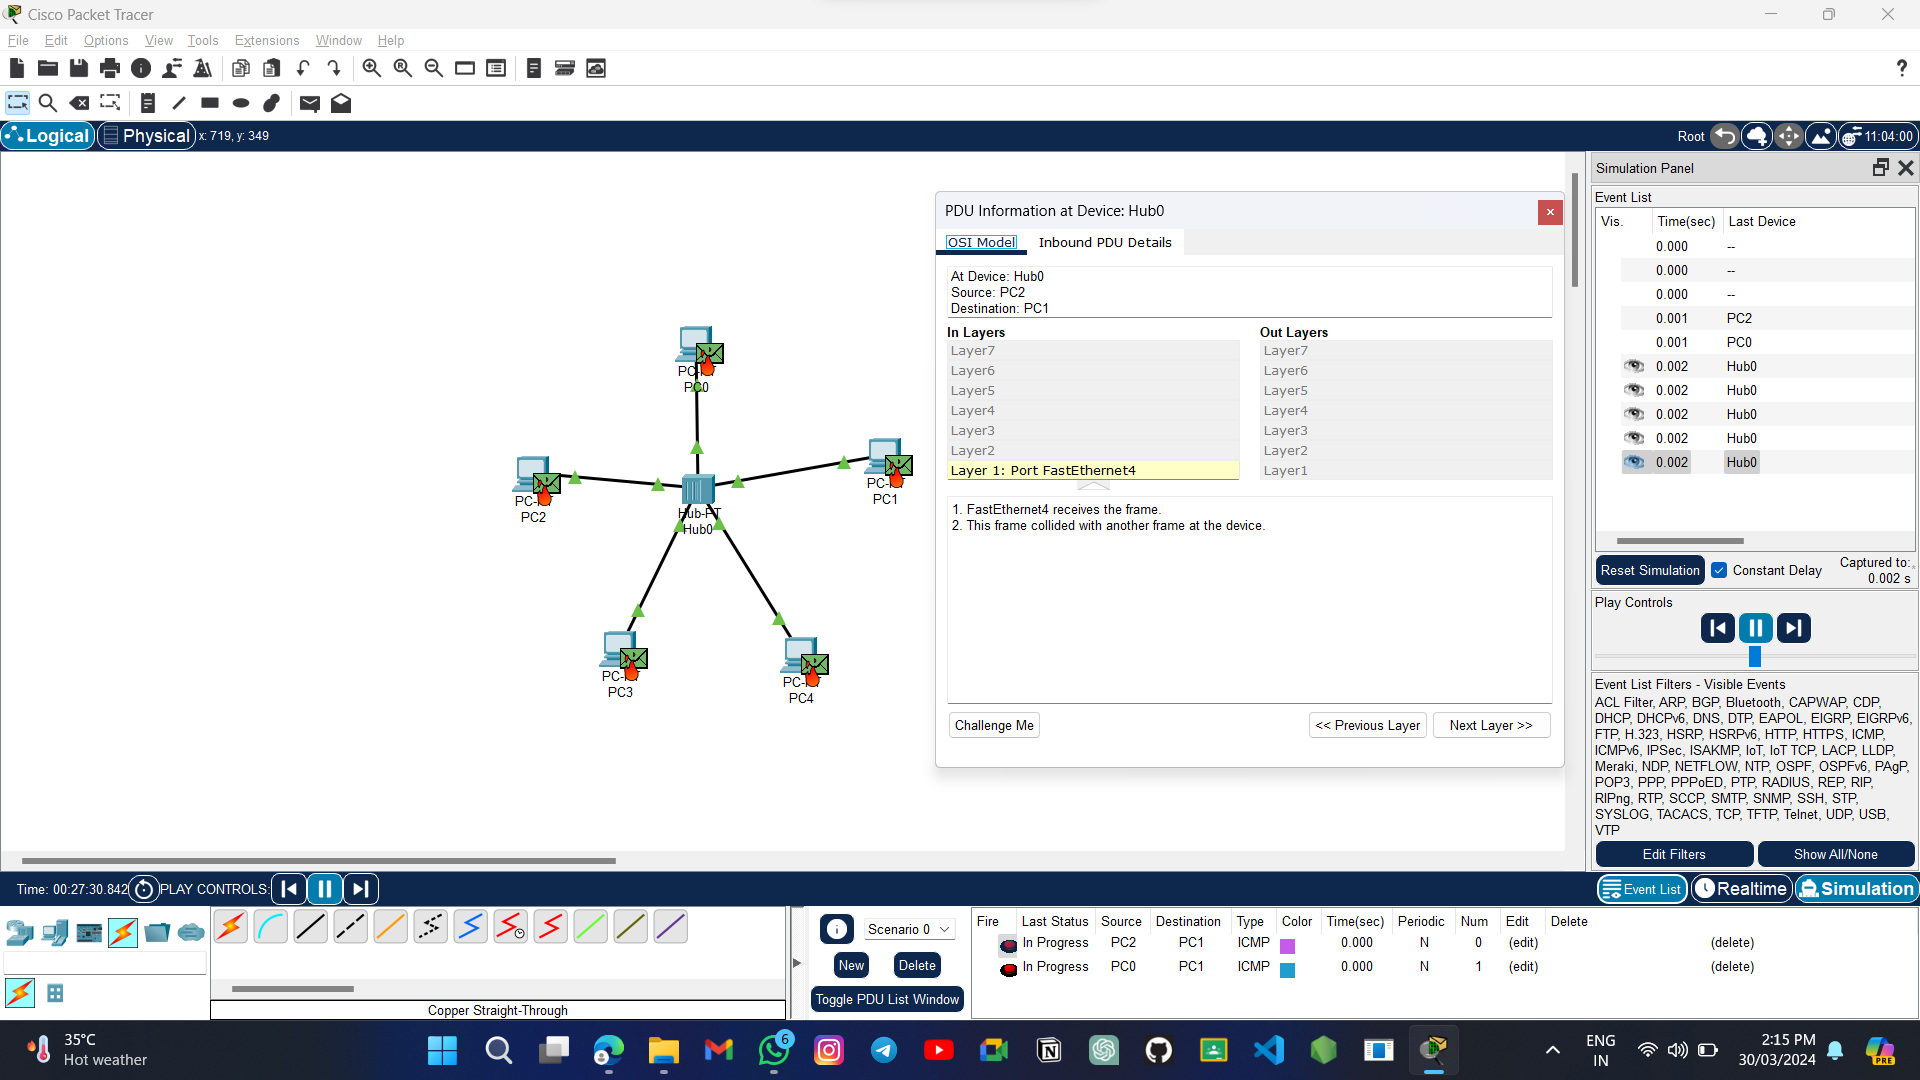 Cisco Packet Tracer
File Edit Options View Tools Extensions Window Help
?
Logical Physical x: 719, y: 349
Root 11:04:00
Simulation Panel
Event List
Vis. Time(sec) Last Device
0.000 --
0.000 --
0.000 --
0.001 PC2
0.001 PC0
0.002 Hub0
0.002 Hub0
0.002 Hub0
0.002 Hub0
0.002 Hub0
Reset Simulation Constant Delay Captured to:
0.002 s
Play Controls
Event List Filters - Visible Events
ACL Filter, ARP, BGP, Bluetooth, CAPWAP, CDP,
DHCP, DHCPv6, DNS, DTP, EAPOL, EIGRP, EIGRPv6,
FTP, H.323, HSRP, HSRPv6, HTTP, HTTPS, ICMP,
ICMPv6, IPSec, ISAKMP, IoT, IoT TCP, LACP, LLDP,
Meraki, NDP, NETFLOW, NTP, OSPF, OSPFv6, PAgP,
POP3, PPP, PPPoED, PTP, RADIUS, REP, RIP,
RIPng, RTP, SCCP, SMTP, SNMP, SSH, STP,
SYSLOG, TACACS, TCP, TFTP, Telnet, UDP, USB,
VTP
Edit Filters Show All/None
PDU Information at Device: Hub0
OSI Model Inbound PDU Details
At Device: Hub0
Source: PC2
Destination: PC1
In Layers Out Layers
Layer7 Layer7
Layer6 Layer6
Layer5 Layer5
Layer4 Layer4
Layer3 Layer3
Layer2 Layer2
Layer 1: Port FastEthernet4 Layer1
1. FastEthernet4 receives the frame.
2. This frame collided with another frame at the device.
Challenge Me << Previous Layer Next Layer >>
PC0
PC1
PC2
Hub-PT
Hub0
PC3
PC4
Time: 00:27:30.842 PLAY CONTROLS:
Event List Realtime Simulation
Copper Straight-Through
Scenario 0
New Delete
Toggle PDU List Window
Fire Last Status Source Destination Type Color Time(sec) Periodic Num Edit Delete
In Progress PC2 PC1 ICMP 0.000 N 0 (edit) (delete)
In Progress PC0 PC1 ICMP 0.000 N 1 (edit) (delete)
35°C
Hot weather
6
ENG
IN
2:15 PM
30/03/2024
PRE